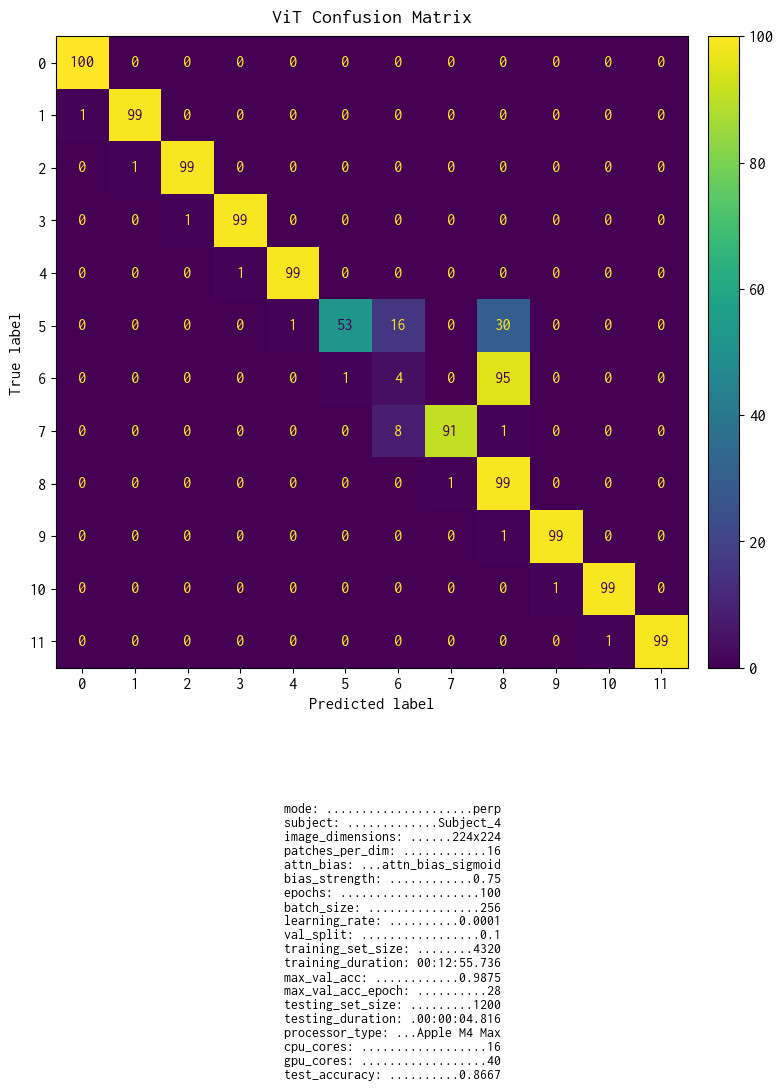 ViT Confusion Matrix
0 100 0 0 0 0 0 0 0 0 0 0 0
1 1 99 0 0 0 0 0 0 0 0 0 0
2 0 1 99 0 0 0 0 0 0 0 0 0
3 0 0 1 99 0 0 0 0 0 0 0 0
4 0 0 0 1 99 0 0 0 0 0 0 0
5 0 0 0 0 1 53 16 0 30 0 0 0
6 0 0 0 0 0 1 4 0 95 0 0 0
7 0 0 0 0 0 0 8 91 1 0 0 0
8 0 0 0 0 0 0 0 1 99 0 0 0
9 0 0 0 0 0 0 0 0 1 99 0 0
10 0 0 0 0 0 0 0 0 0 1 99 0
11 0 0 0 0 0 0 0 0 0 0 1 99
0 1 2 3 4 5 6 7 8 9 10 11
Predicted label
True label
100
80
60
40
20
0
mode: .....................perp
subject: .............Subject_4
image_dimensions: ......224x224
patches_per_dim: ............16
attn_bias: ...attn_bias_sigmoid
bias_strength: ............0.75
epochs: ....................100
batch_size: ................256
learning_rate: ..........0.0001
val_split: .................0.1
training_set_size: ........4320
training_duration: 00:12:55.736
max_val_acc: ............0.9875
max_val_acc_epoch: ..........28
testing_set_size: .........1200
testing_duration: .00:00:04.816
processor_type: ...Apple M4 Max
cpu_cores: ..................16
gpu_cores: ..................40
test_accuracy: ..........0.8667